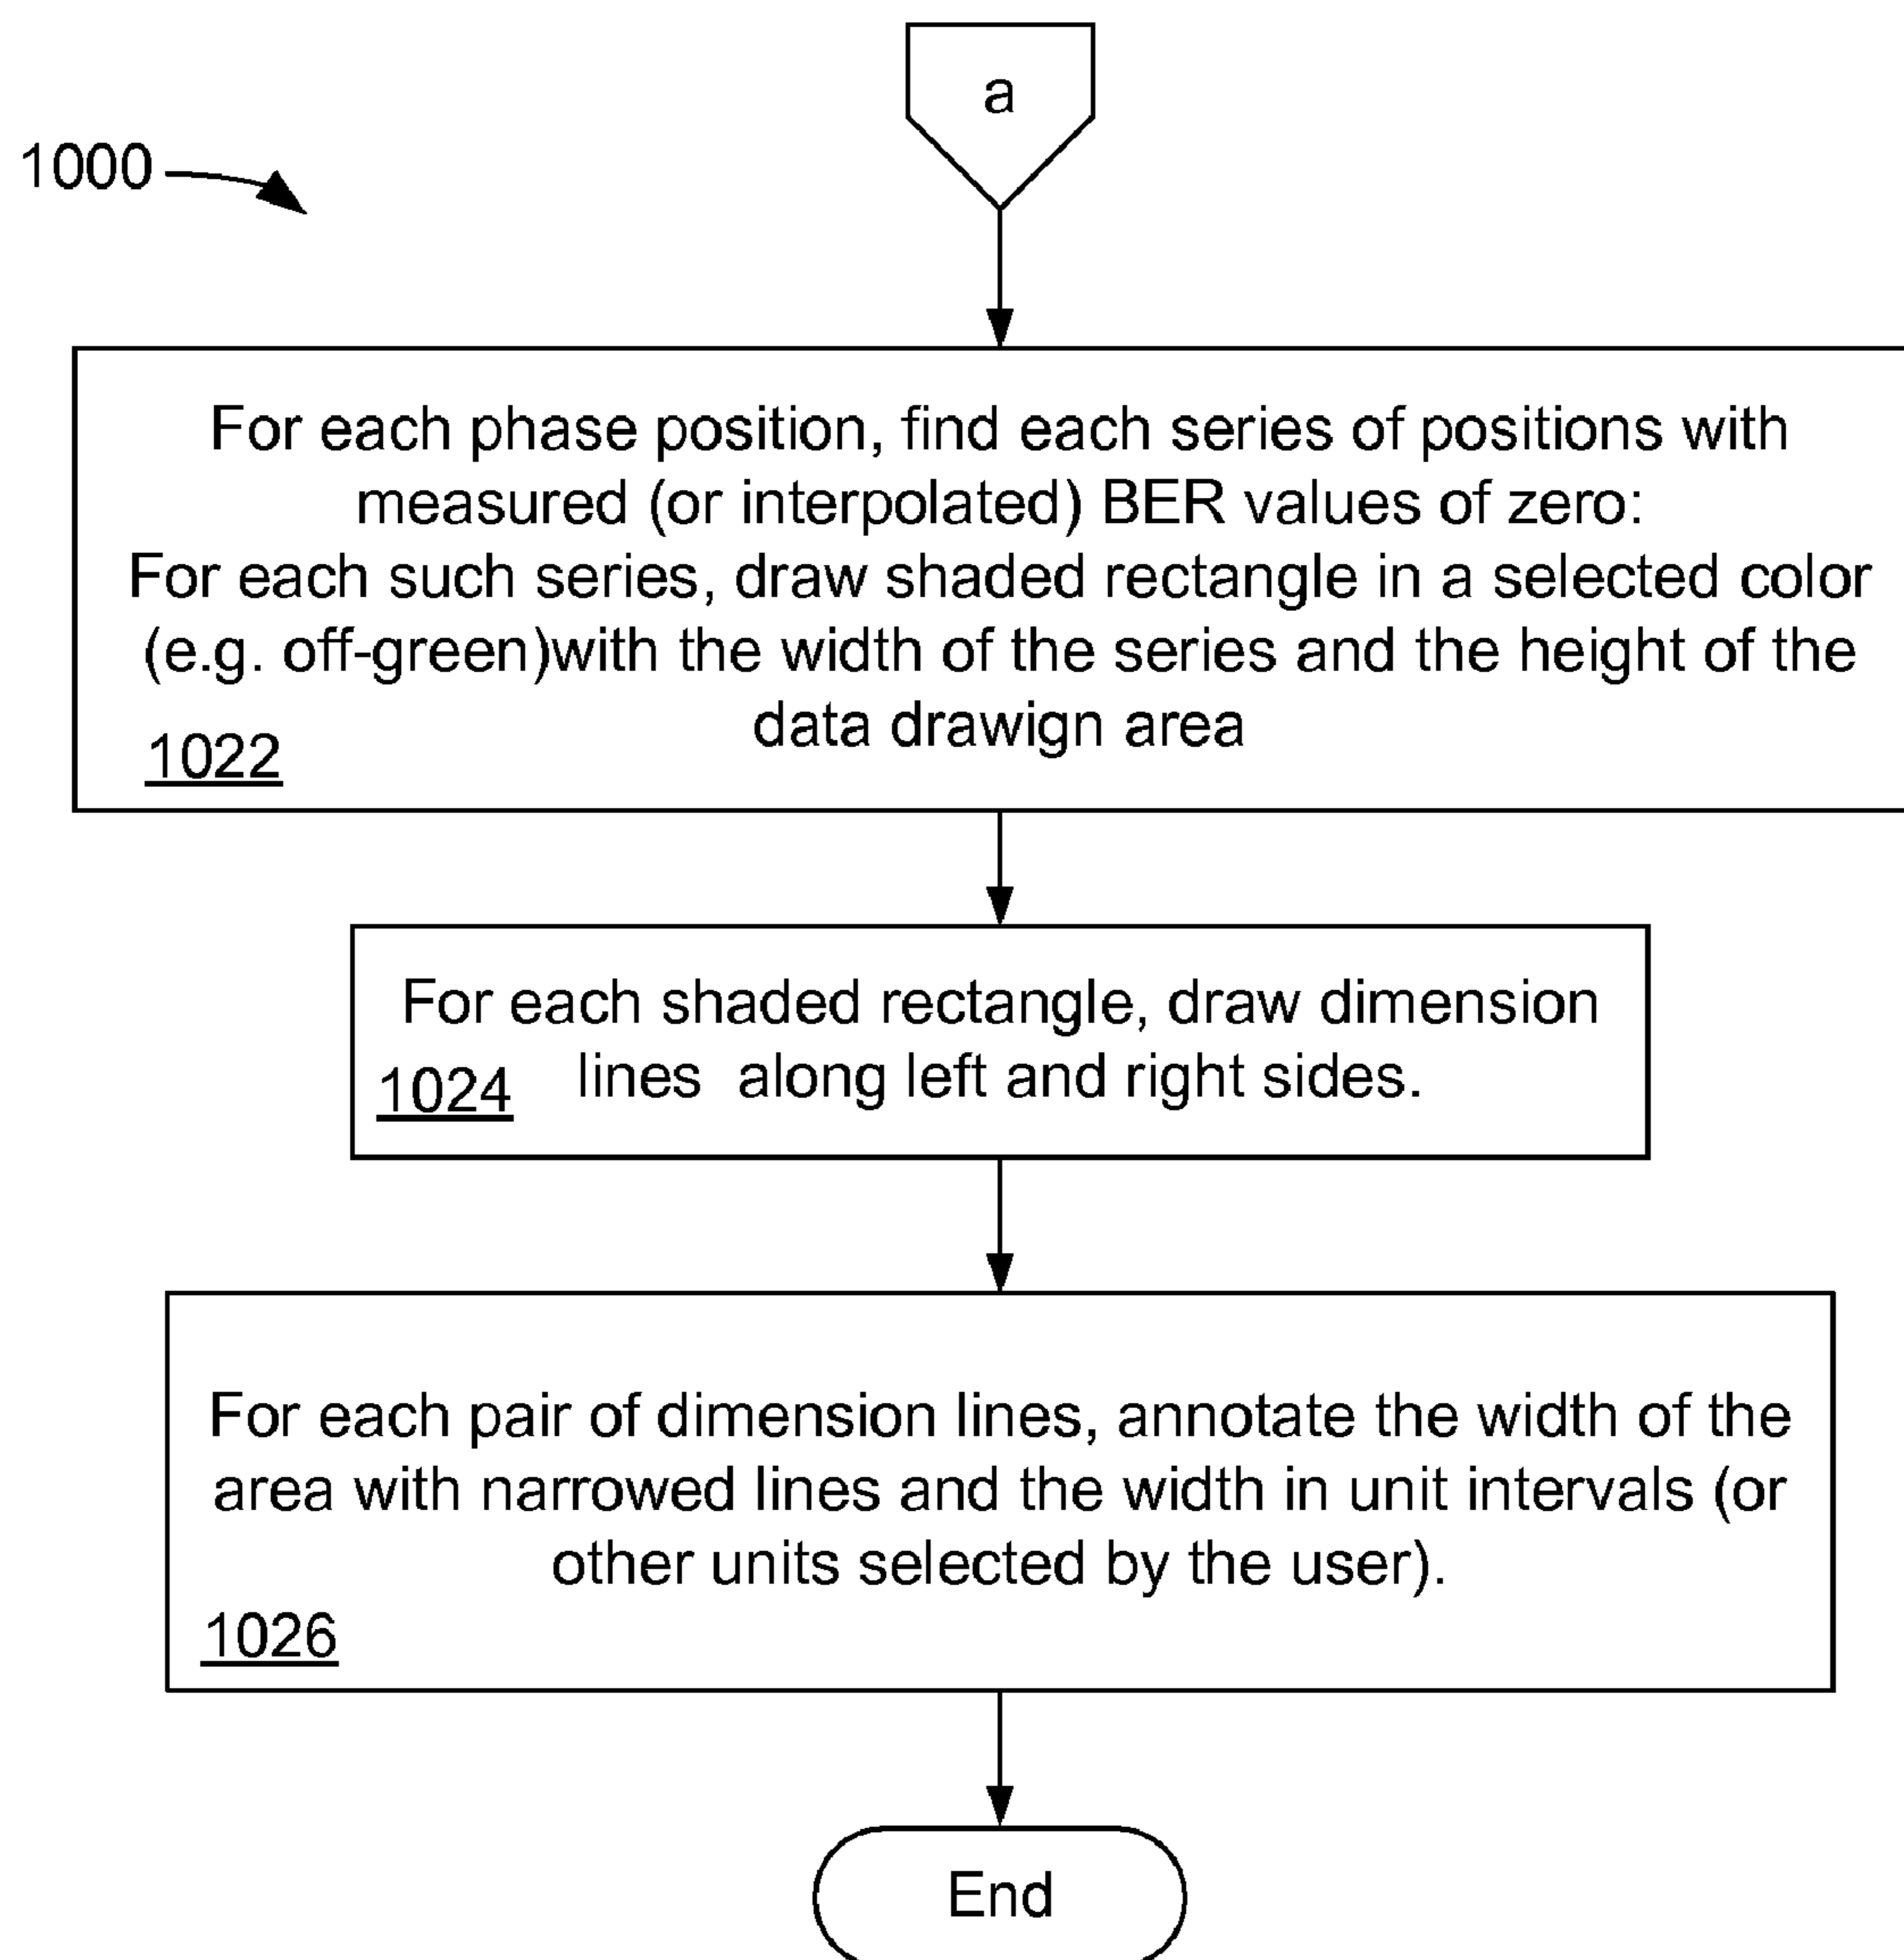 a
1000
For each phase position, find each series of positions with
measured (or interpolated) BER values of zero:
For each such series, draw shaded rectangle in a selected color
(e.g. off-green)with the width of the series and the height of the
data drawign area
1022
For each shaded rectangle, draw dimension
lines along left and right sides.
1024
For each pair of dimension lines, annotate the width of the
area with narrowed lines and the width in unit intervals (or
other units selected by the user).
1026
End